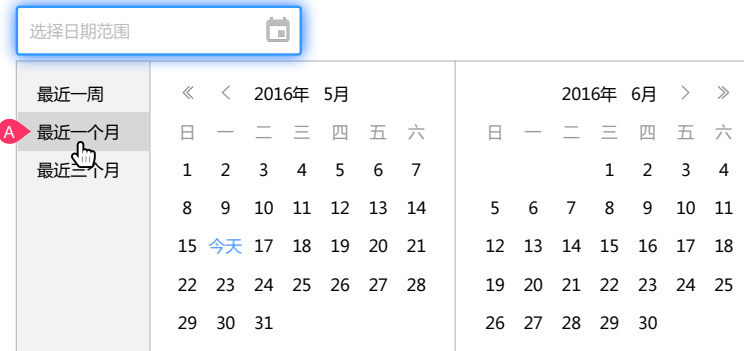 选择日期范围
最近一周
最近一个月
最近三个月
A
2016年 5月
日 一 二 三 四 五 六
1 2 3 4 5 6 7
8 9 10 11 12 13 14
15 今天 17 18 19 20 21
22 23 24 25 26 27 28
29 30 31
2016年 6月
日 一 二 三 四 五 六
1 2 3 4
5 6 7 8 9 10 11
12 13 14 15 16 17 18
19 20 21 22 23 24 25
26 27 28 29 30